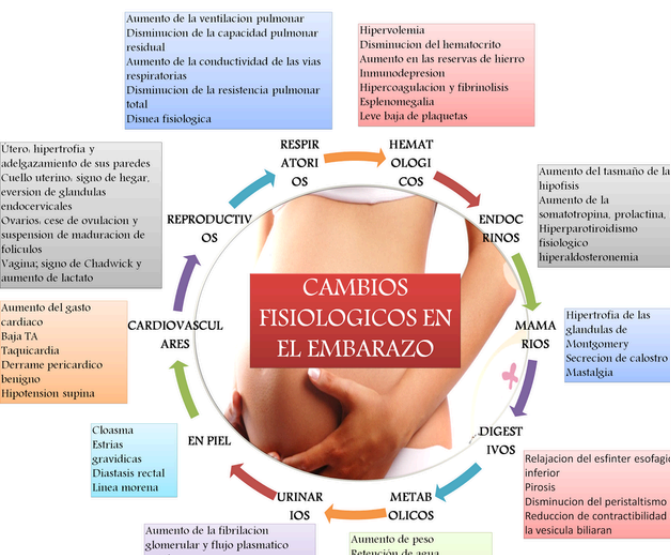 Aumento de la ventilacion pulmonar
Disminucion de la capacidad pulmonar
residual
Aumento de la conductividad de las vias
respiratorias
Disminucion de la resistencia pulmonar
total
Disnea fisiologica
Hipervolemia
Disminucion del hematocrito
Aumento en las reservas de hierro
Inmunodepresion
Hipercoagulacion y fibrinolisis
Esplenomegalia
Leve baja de plaquetas
RESPIR
ATORI
OS
HEMAT
OLOGI
COS
Utero: hipertrofia y
adelgazamiento de sus paredes
Cuello uterino: signo de hegar,
eversion de glandulas
endocervicales
Ovarios: cese de ovulacion y
suspension de maduracion de
foliculos
Vagina; signo de Chadwick y
aumento de lactato
REPRODUCTIV
OS
ENDOC
RINOS
Aumento del tasmaño de la
hipofisis
Aumento de la
somatotropina, prolactina,
Hiperparotiroidismo
fisiologico
hiperaldosteronemia
CAMBIOS
FISIOLOGICOS EN
EL EMBARAZO
Aumento del gasto
cardiaco
Baja TA
Taquicardia
Derrame pericardico
benigno
Hipotension supina
CARDIOVASCUL
ARES
MAMA
RIOS
Hipertrofia de las
glandulas de
Montgomery
Secrecion de calostro
Mastalgia
Cloasma
Estrias
gravidicas
Diastasis rectal
Linea morena
EN PIEL
DIGEST
IVOS
Relajacion del esfinter esofagic
inferior
Pirosis
Disminucion del peristaltismo
Reduccion de contractibilidad
la vesicula biliaran
URINAR
IOS
METAB
OLICOS
Aumento de la fibrilacion
glomerular y flujo plasmatico
Aumento de peso
Retención de agua